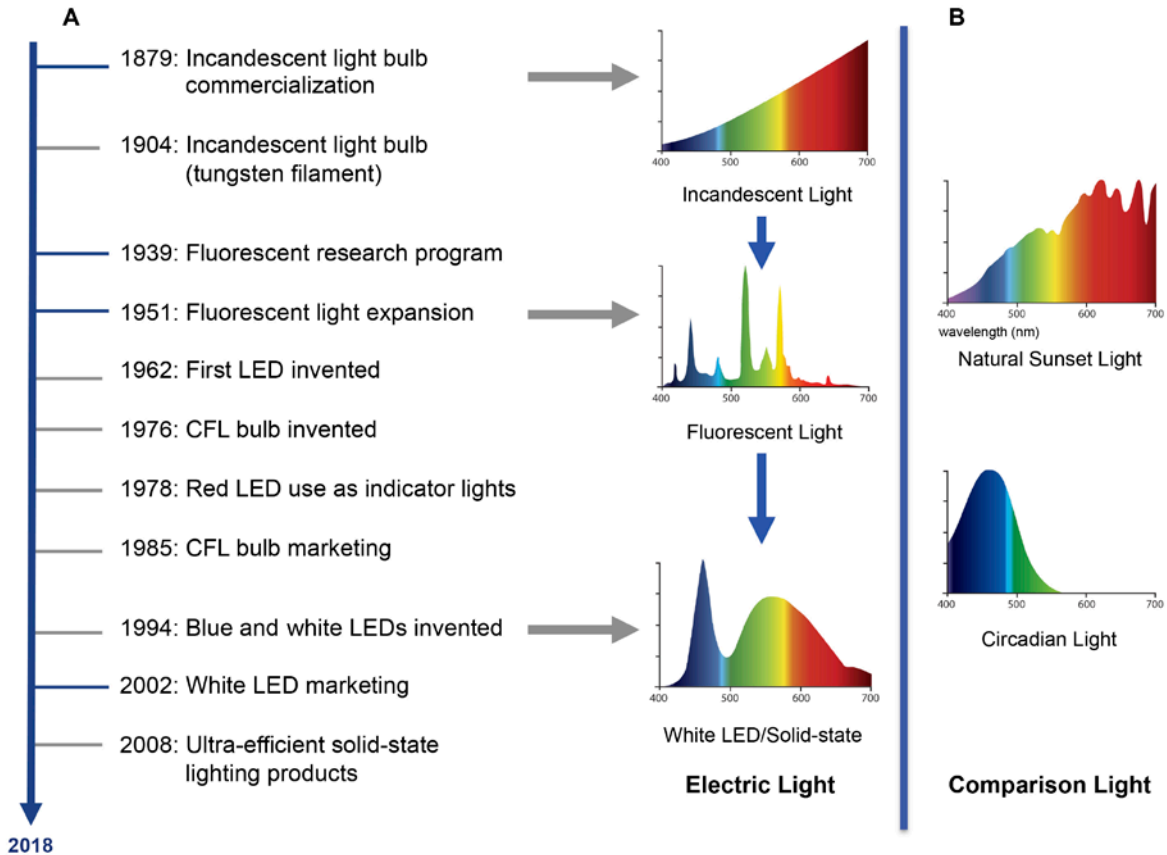 A
1879: Incandescent light bulb
commercialization
1904: Incandescent light bulb
(tungsten filament)
1939: Fluorescent research program
1951: Fluorescent light expansion
1962: First LED invented
1976: CFL bulb invented
1978: Red LED use as indicator lights
1985: CFL bulb marketing
1994: Blue and white LEDs invented
2002: White LED marketing
2008: Ultra-efficient solid-state
lighting products
2018
400 500 600 700
Incandescent Light
400 500 600 700
Fluorescent Light
400 500 600 700
White LED/Solid-state
Electric Light
B
400 500 600 700
wavelength (nm)
Natural Sunset Light
400 500 600 700
Circadian Light
Comparison Light